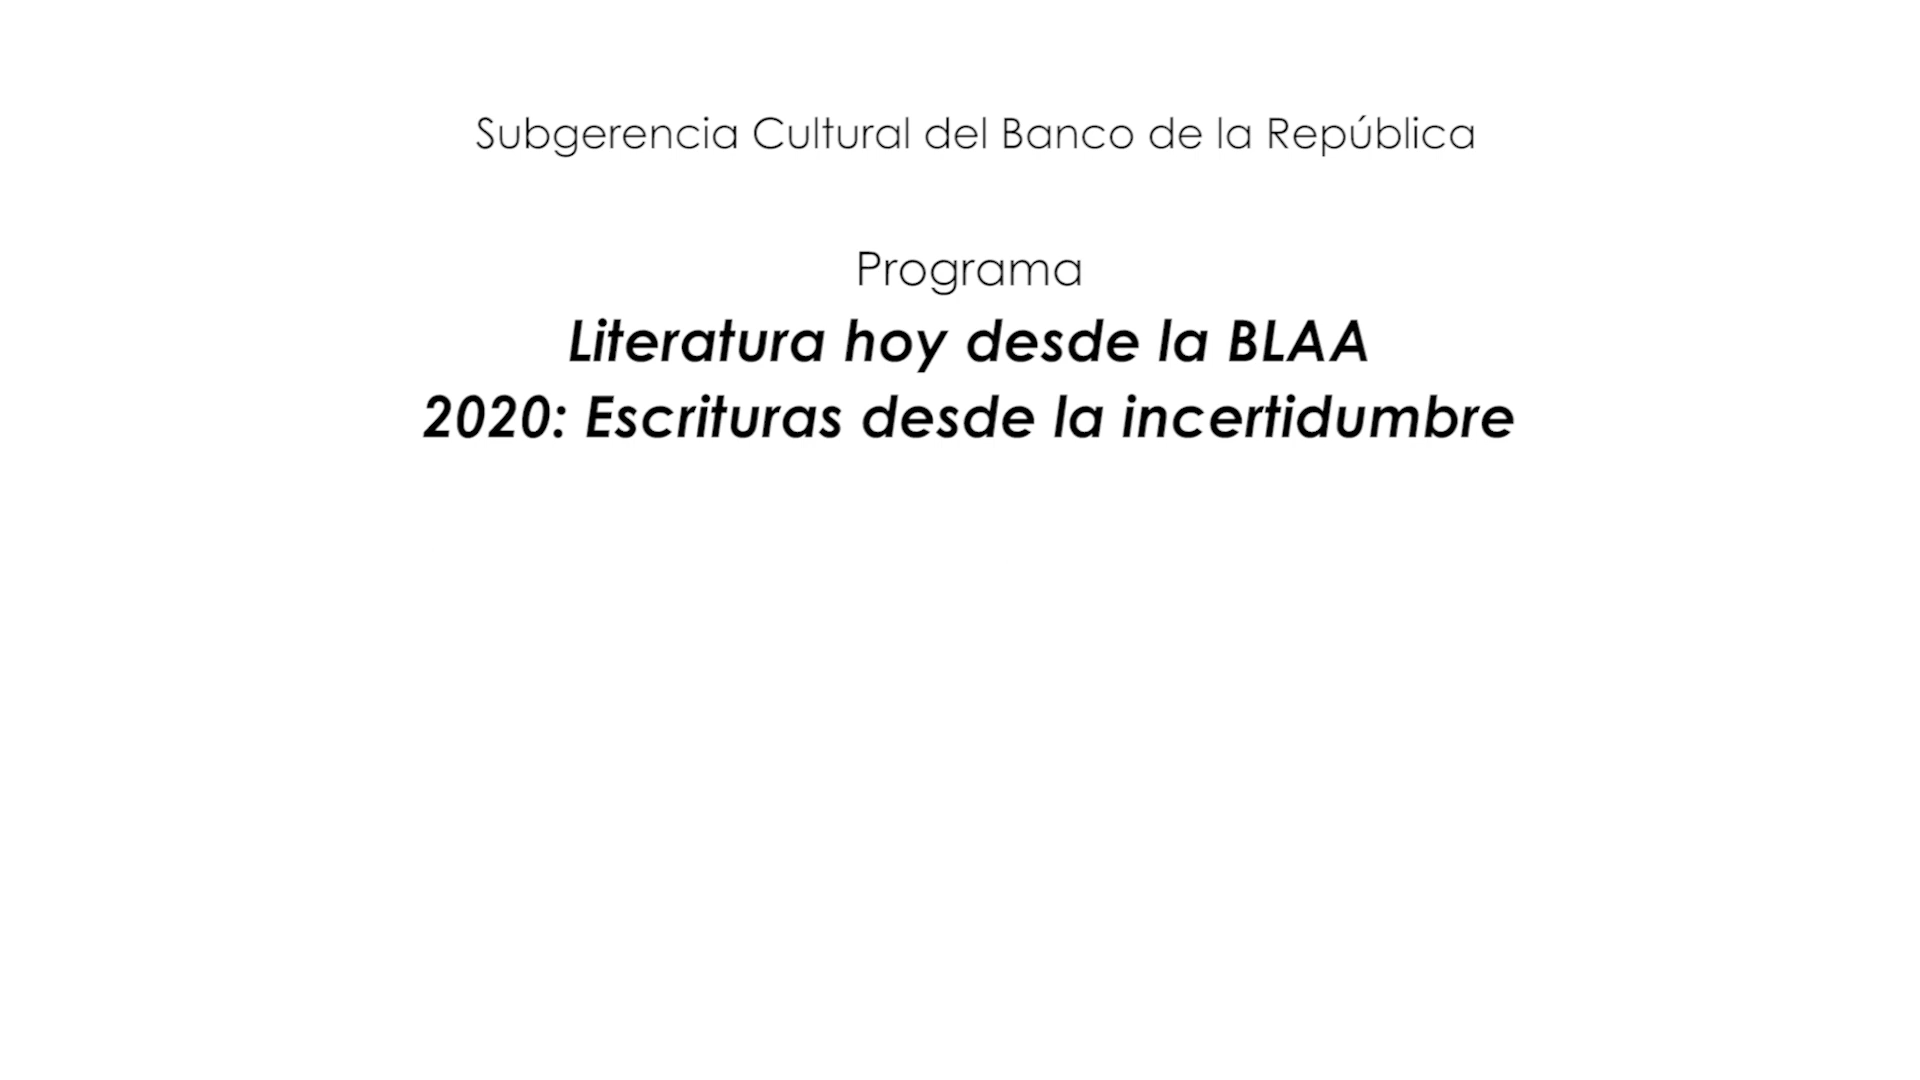 Subgerencia Cultural del Banco de la República
Programa
Literatura hoy desde la BLAA
2020: Escrituras desde la incertidumbre